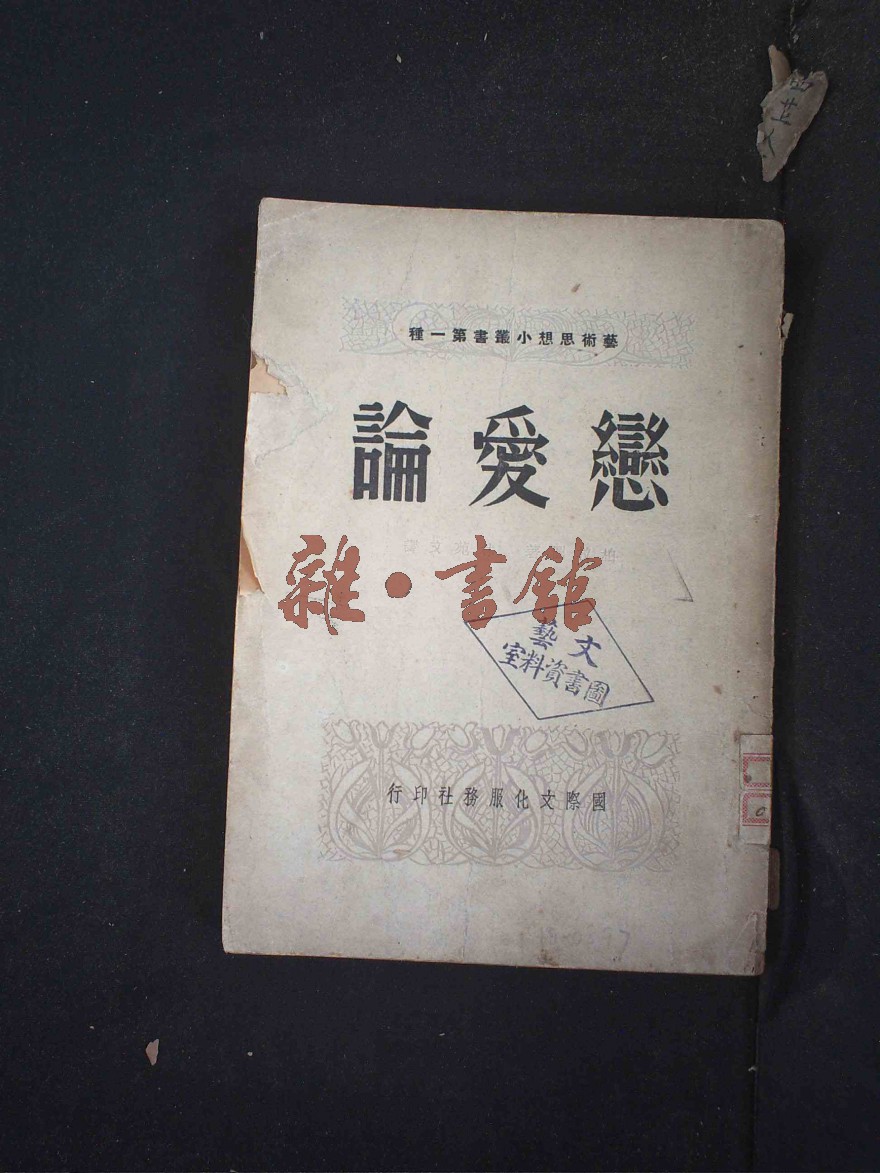 藝術思想小叢書第一種
戀愛論
文
雜·書館
文藝
圖書資料室
國際文化服務社印行